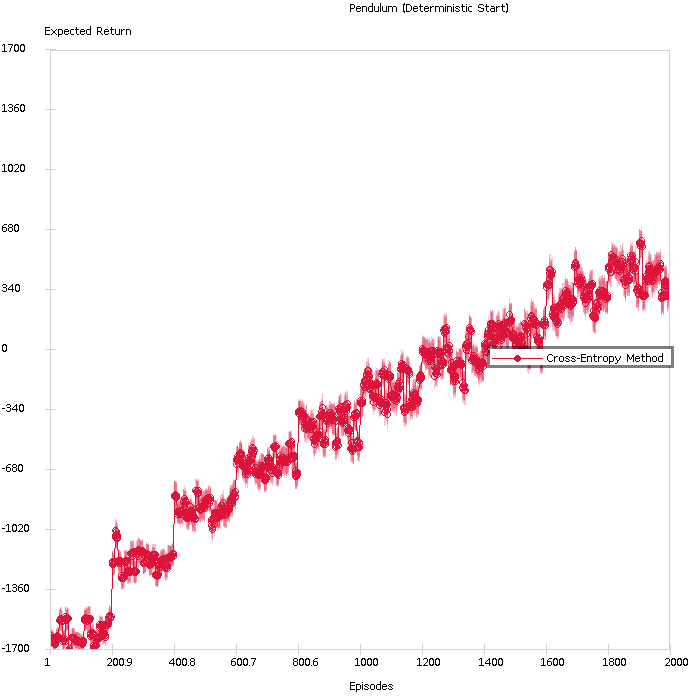 Pendulum (Deterministic Start)
Expected Return
1700
1360
1020
680
340
0
Cross-Entropy Method
-340
-680
-1020
-1360
-1700
1 200.9 400.8 600.7 800.6 1000 1200 1400 1600 1800 2000
Episodes